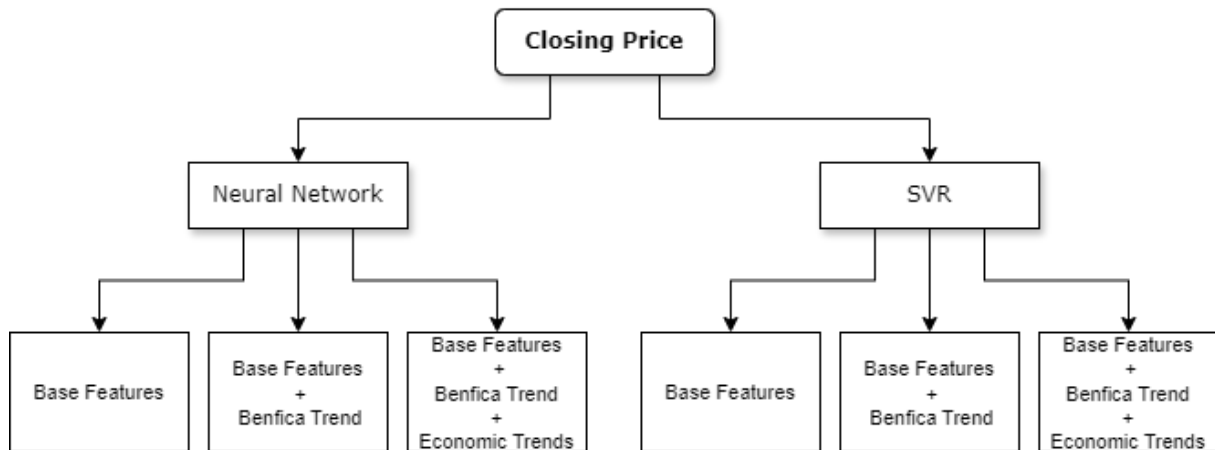 Closing Price
Neural Network
SVR
Base Features
Base Features
+
Benfica Trend
Base Features
+
Benfica Trend
+
Economic Trends
Base Features
Base Features
+
Benfica Trend
Base Features
+
Benfica Trend
+
Economic Trends